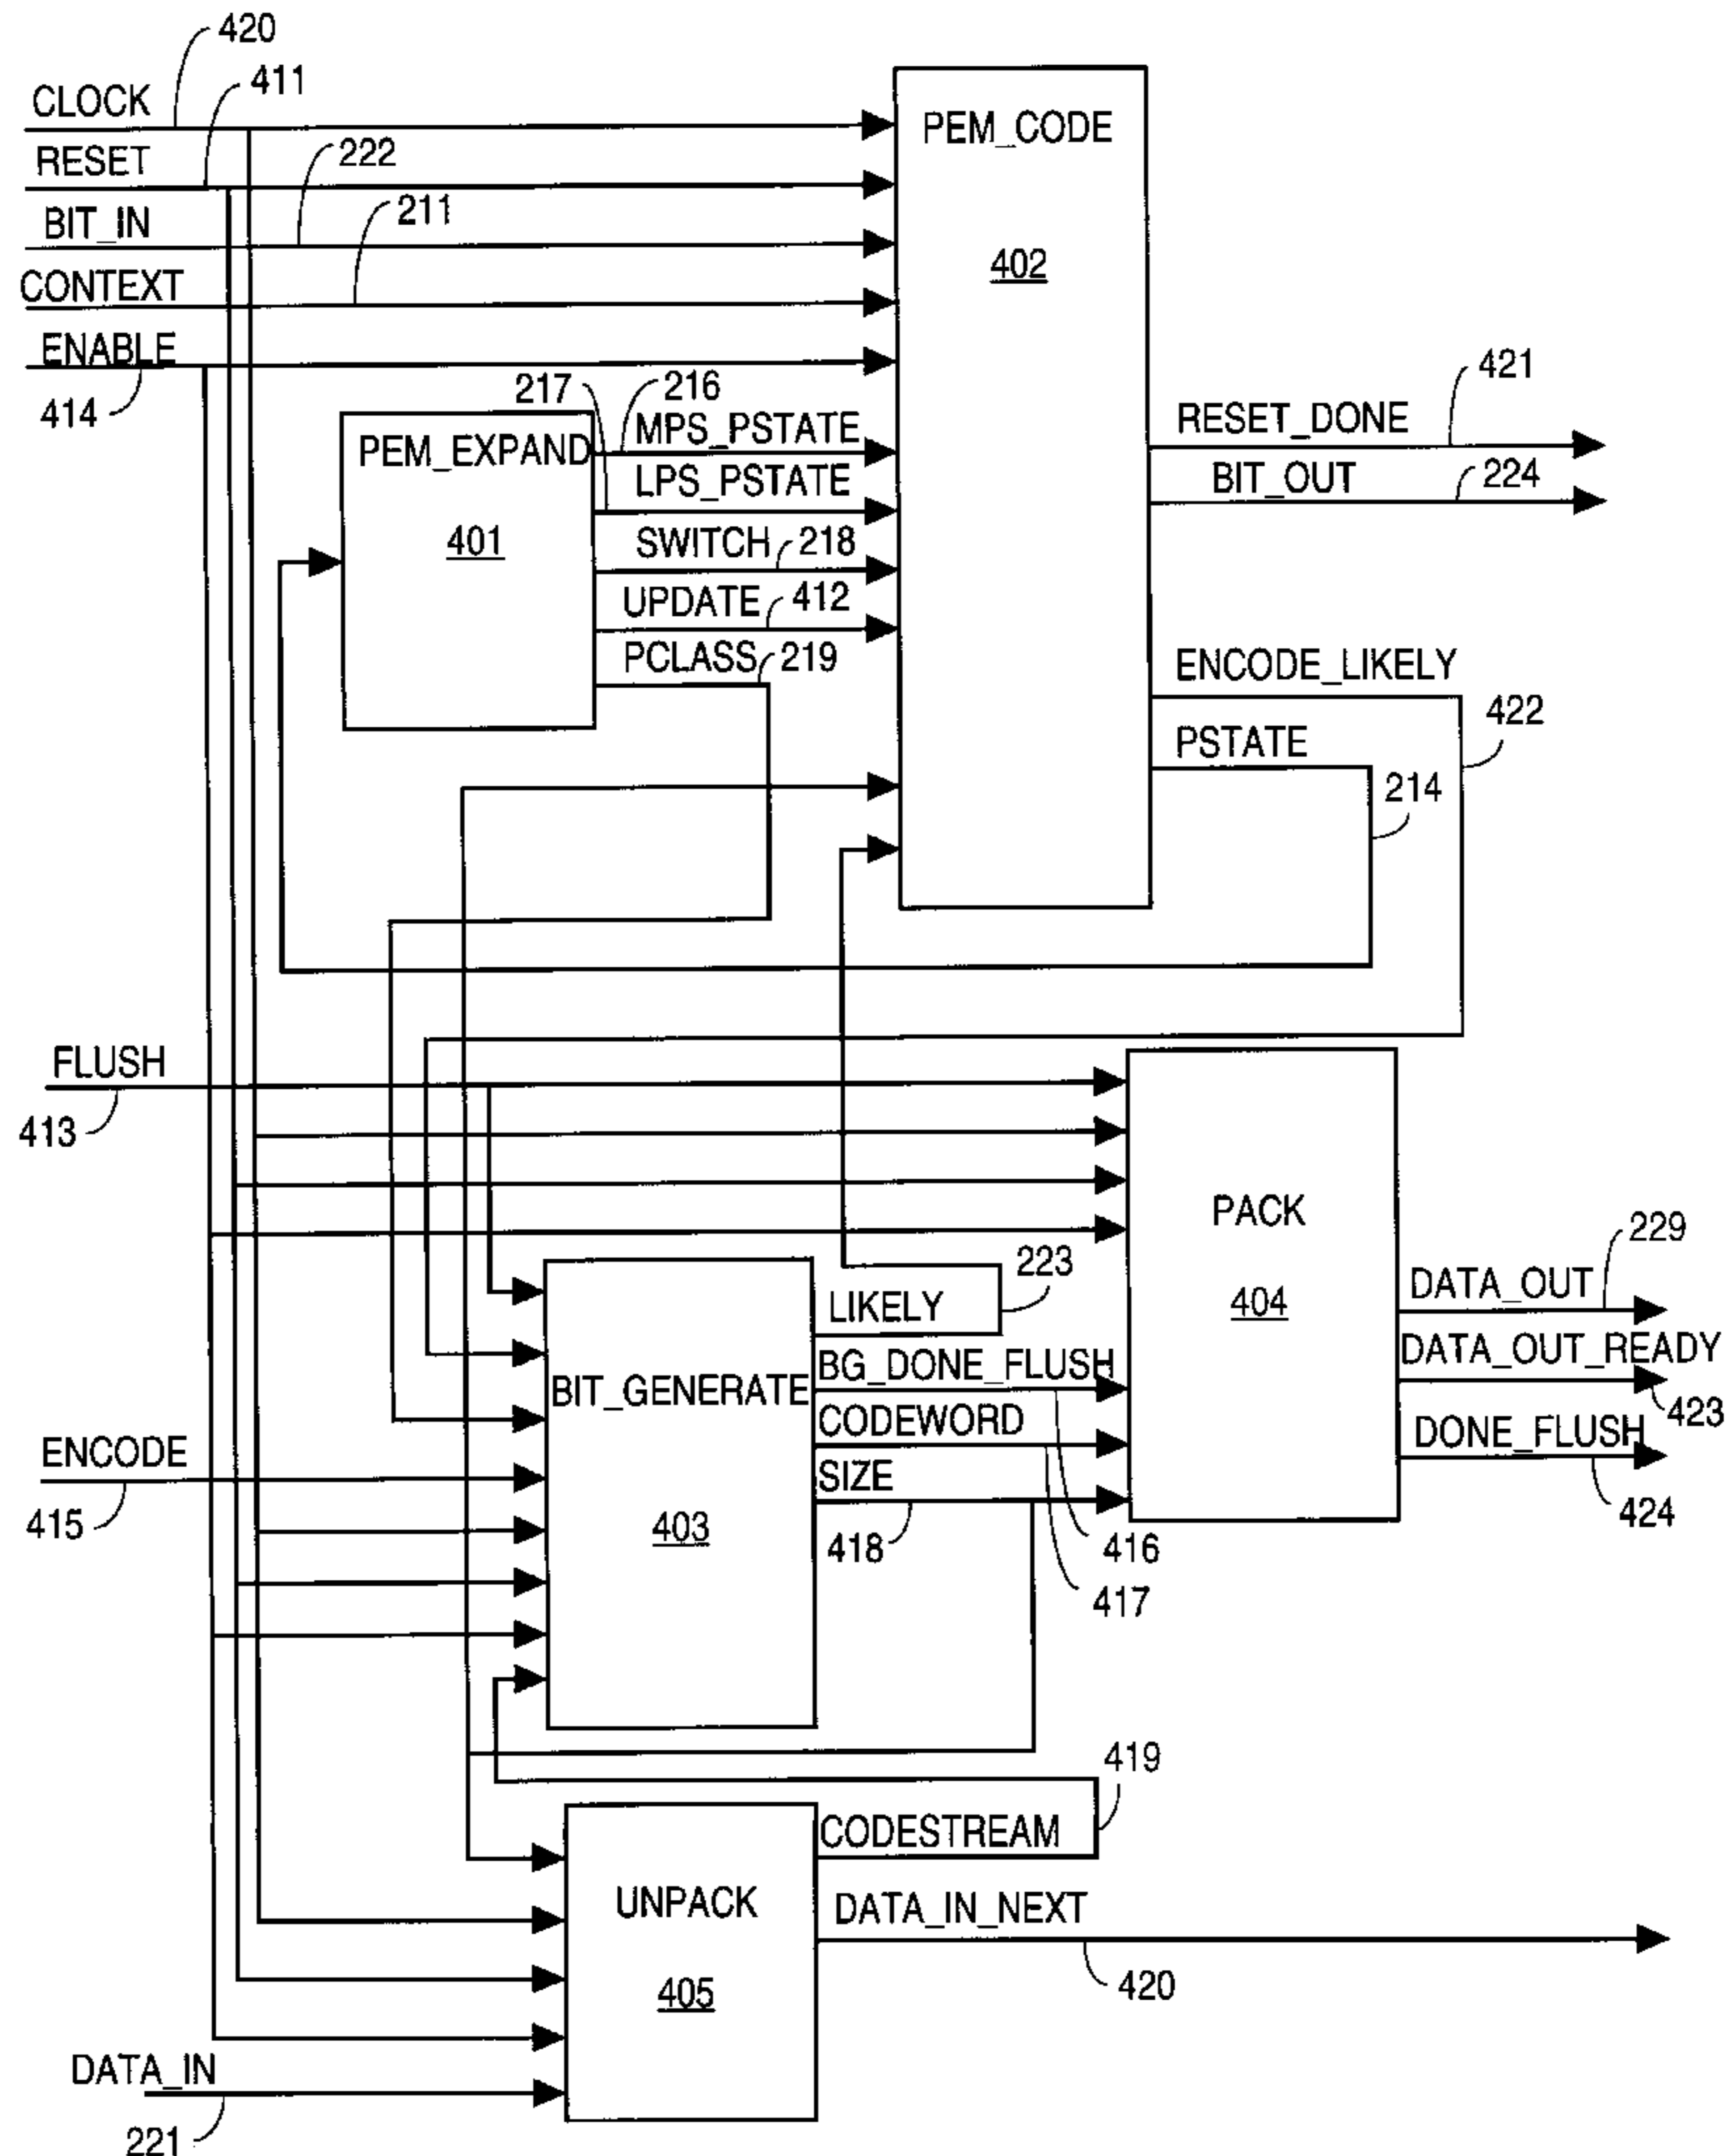 420
CLOCK
411
RESET
222
BIT_IN
211
CONTEXT
ENABLE
414
PEM_CODE
402
217
216
PEM_EXPAND
401
MPS_PSTATE
LPS_PSTATE
SWITCH
218
UPDATE
412
PCLASS
219
RESET_DONE
421
BIT_OUT
224
ENCODE_LIKELY
422
PSTATE
214
FLUSH
413
PACK
404
223
LIKELY
BIT_GENERATE
403
BG_DONE_FLUSH
CODEWORD
SIZE
418
416
417
DATA_OUT
229
DATA_OUT_READY
423
DONE_FLUSH
424
ENCODE
415
419
CODESTREAM
UNPACK
405
DATA_IN_NEXT
420
DATA_IN
221